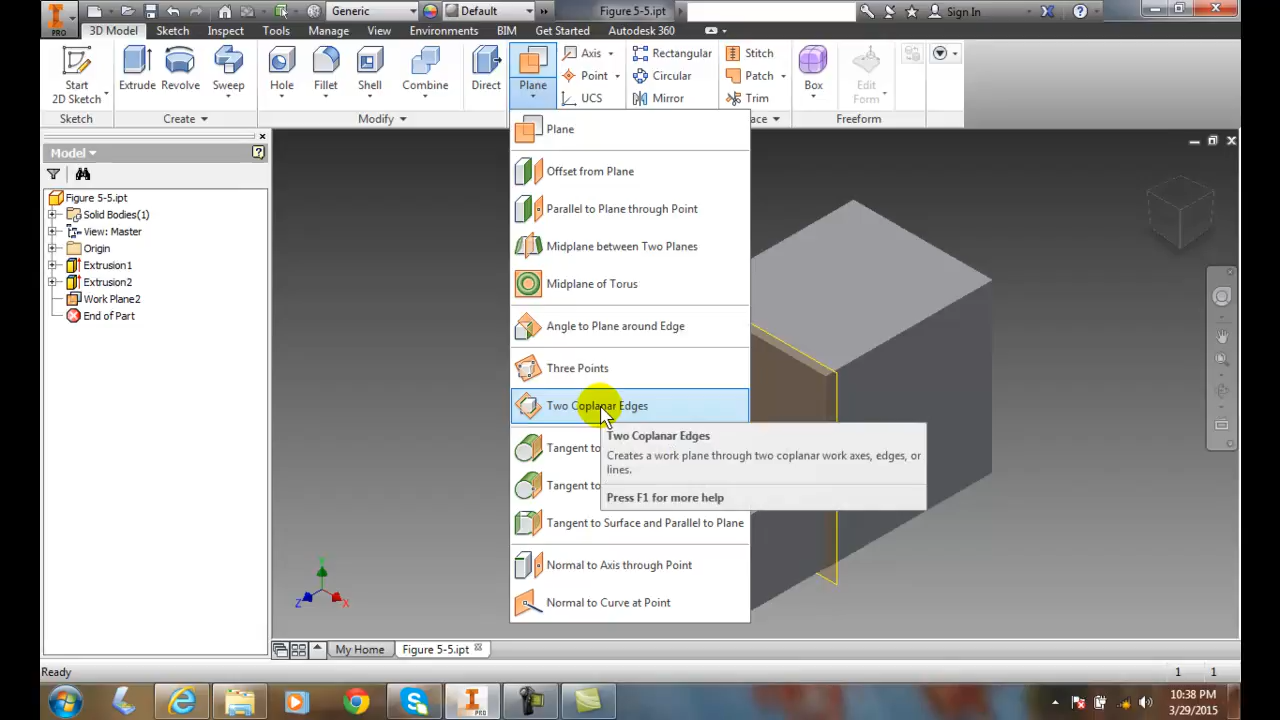 Generic
Default
Figure 5-5.ipt
Sign In
PRO
3D Model
Sketch
Inspect
Tools
Manage
View
Environments
BIM
Get Started
Autodesk 360
Start
2D Sketch
Extrude
Revolve
Sweep
Hole
Fillet
Shell
Combine
Direct
Plane
Axis
Point
UCS
Rectangular
Circular
Mirror
Stitch
Patch
Trim
Box
Edit
Form
Sketch
Create
Modify
ace
Freeform
Model
Figure 5-5.ipt
Solid Bodies(1)
View: Master
Origin
Extrusion1
Extrusion2
Work Plane2
End of Part
Plane
Offset from Plane
Parallel to Plane through Point
Midplane between Two Planes
Midplane of Torus
Angle to Plane around Edge
Three Points
Two Coplanar Edges
Tangent to
Tangent to
Tangent to Surface and Parallel to Plane
Normal to Axis through Point
Normal to Curve at Point
Two Coplanar Edges
Creates a work plane through two coplanar work axes, edges, or
lines.
Press F1 for more help
Y
Z
X
My Home
Figure 5-5.ipt
Ready
1
1
PRO
10:38 PM
3/29/2015